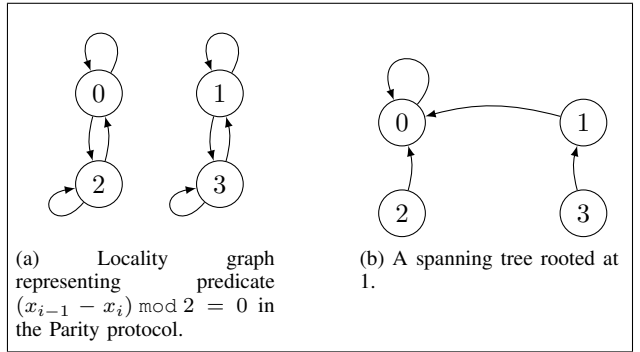 0
1
2
3
0
1
2
3
(a) Locality graph
representing predicate
(x_{i−1} − x_i) mod 2 = 0 in
the Parity protocol.
(b) A spanning tree rooted at
1.